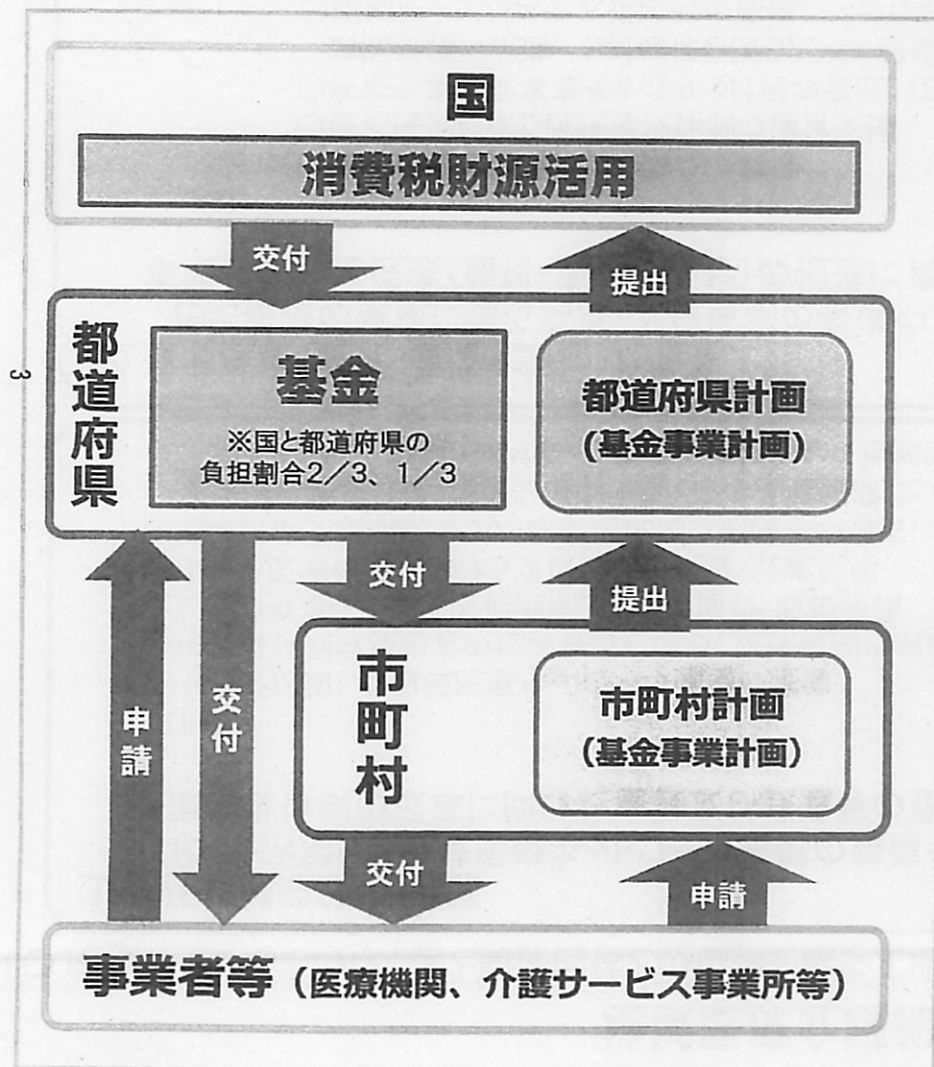 国
消費税財源活用
交付
提出
都道府県
基金
※国と都道府県の
負担割合2/3、1/3
都道府県計画
(基金事業計画)
交付
提出
市町村
市町村計画
(基金事業計画)
申請
交付
交付
申請
事業者等（医療機関、介護サービス事業所等）
3